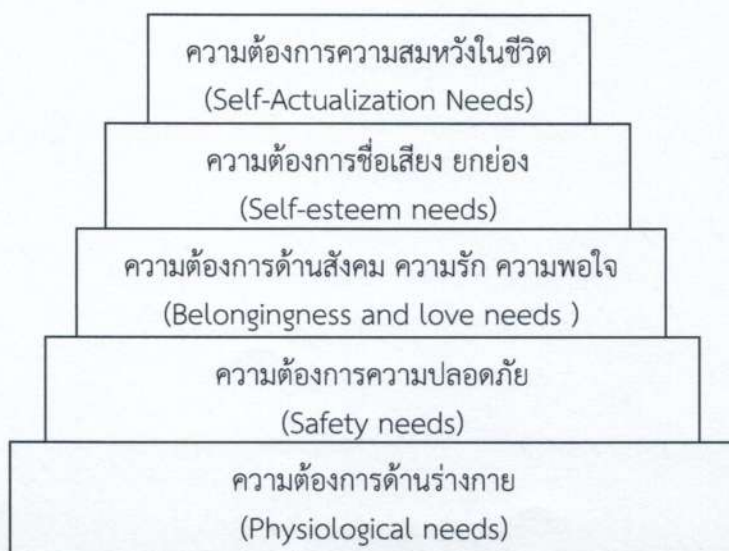 ความต้องการความสมหวังในชีวิต
(Self-Actualization Needs)
ความต้องการชื่อเสียง ยกย่อง
(Self-esteem needs)
ความต้องการด้านสังคม ความรัก ความพอใจ
(Belongingness and love needs )
ความต้องการความปลอดภัย
(Safety needs)
ความต้องการด้านร่างกาย
(Physiological needs)